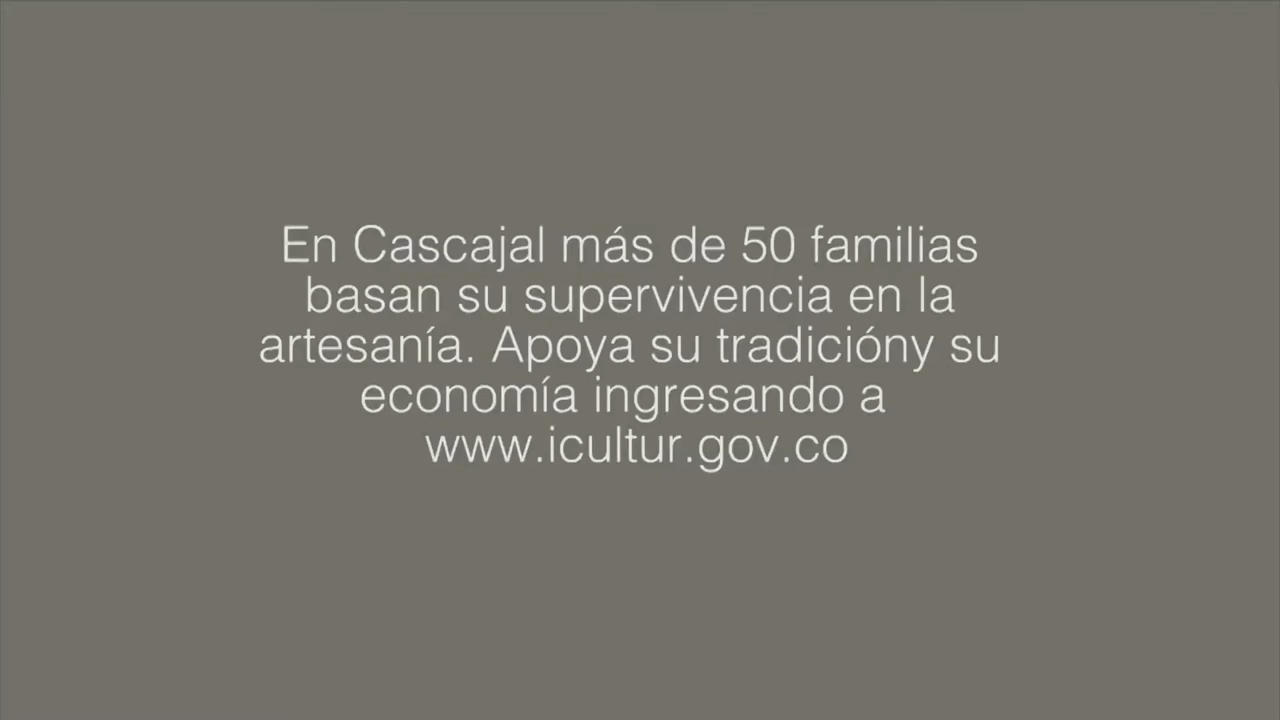 En Cascajal más de 50 familias
basan su supervivencia en la
artesanía. Apoya su tradicióny su
economía ingresando a
www.icultur.gov.co